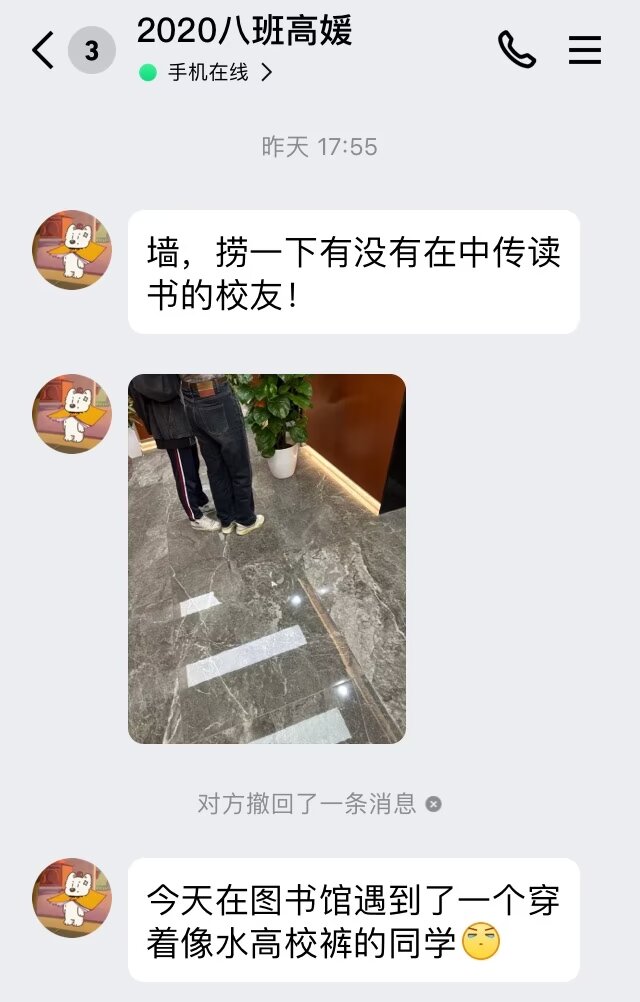 3
2020八班高媛
手机在线
昨天 17:55
墙，捞一下有没有在中传读
书的校友！
对方撤回了一条消息
今天在图书馆遇到了一个穿
着像水高校裤的同学